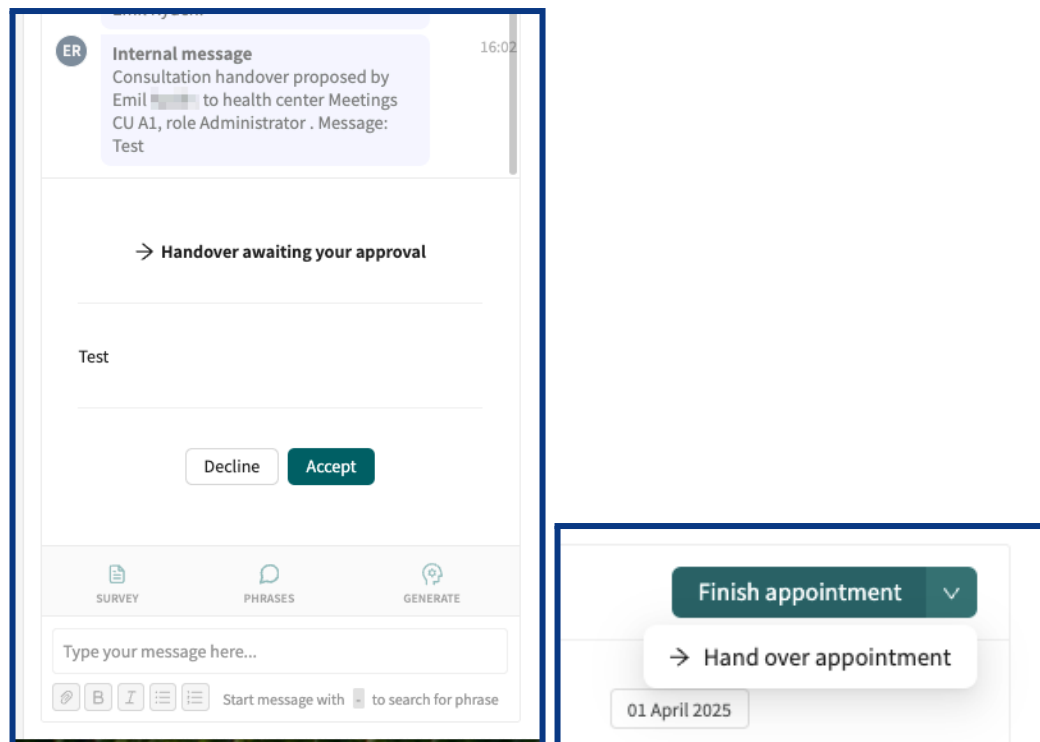 ER
Internal message
16:02
Consultation handover proposed by
Emil to health center Meetings
CU A1, role Administrator . Message:
Test
→ Handover awaiting your approval
Test
Decline
Accept
SURVEY
PHRASES
GENERATE
Type your message here...
B I Start message with - to search for phrase
Finish appointment
→ Hand over appointment
01 April 2025